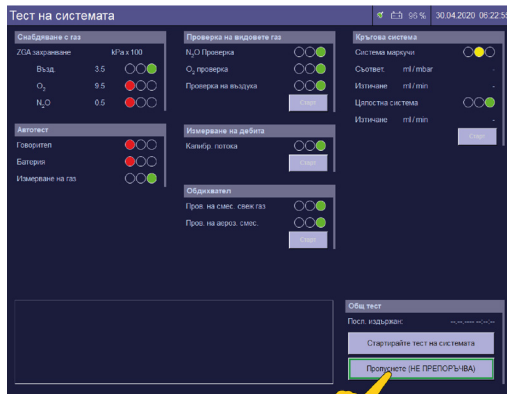 Тест на системата
96 %
30.04.2020 06:22:55
Снабдяване с газ
ZGA захранване kPa x 100
Възд. 3.5
O2 9.5
N2O 0.5
Автотест
Говорител
Батерия
Измерване на газ
Проверка на видовете газ
N2O Проверка
O2 проверка
Проверка на въздуха
Старт
Измерване на дебита
Калибр. потока
Старт
Обдихвател
Пров. на смес. свеж газ
Пров. на аероз. смес.
Старт
Кръгова система
Система маркучи
Съответ. ml/mbar -
Изтичане ml/min -
Цялостна система
Изтичане ml/min -
Старт
Общ тест
Посл. издържан: --.--.---- --:--:--
Стартирайте тест на системата
Пропуснете (НЕ ПРЕПОРЪЧВА)